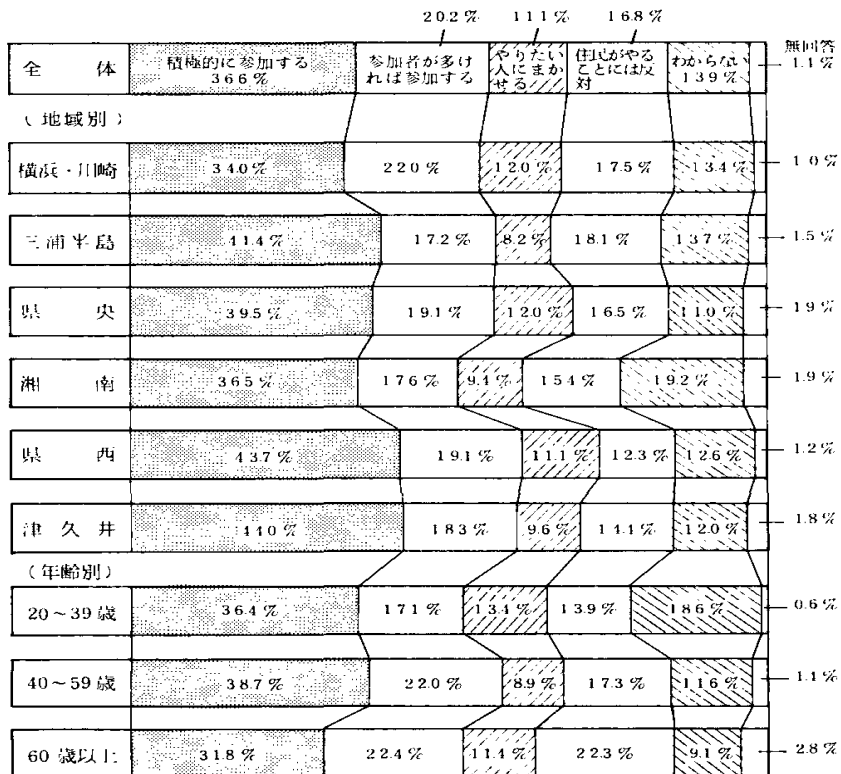 20.2% 11.1% 16.8%
全体 積極的に参加する 36.6% 参加者が多ければ参加する やりたい人にまかせる 住民がやることには反対 わからない 13.9% 無回答 1.1%
(地域別)
横浜・川崎 34.0% 22.0% 12.0% 17.5% 13.4% 1.0%
三浦半島 41.4% 17.2% 8.2% 18.1% 13.7% 1.5%
県央 39.5% 19.1% 12.0% 16.5% 11.0% 1.9%
湘南 36.5% 17.6% 9.4% 15.4% 19.2% 1.9%
県西 43.7% 19.1% 11.1% 12.3% 12.6% 1.2%
津久井 44.0% 18.3% 9.6% 14.4% 12.0% 1.8%
(年齢別)
20~39歳 36.4% 17.1% 13.4% 13.9% 18.6% 0.6%
40~59歳 38.7% 22.0% 8.9% 17.3% 11.6% 1.1%
60歳以上 31.8% 22.4% 11.4% 22.3% 9.1% 2.8%